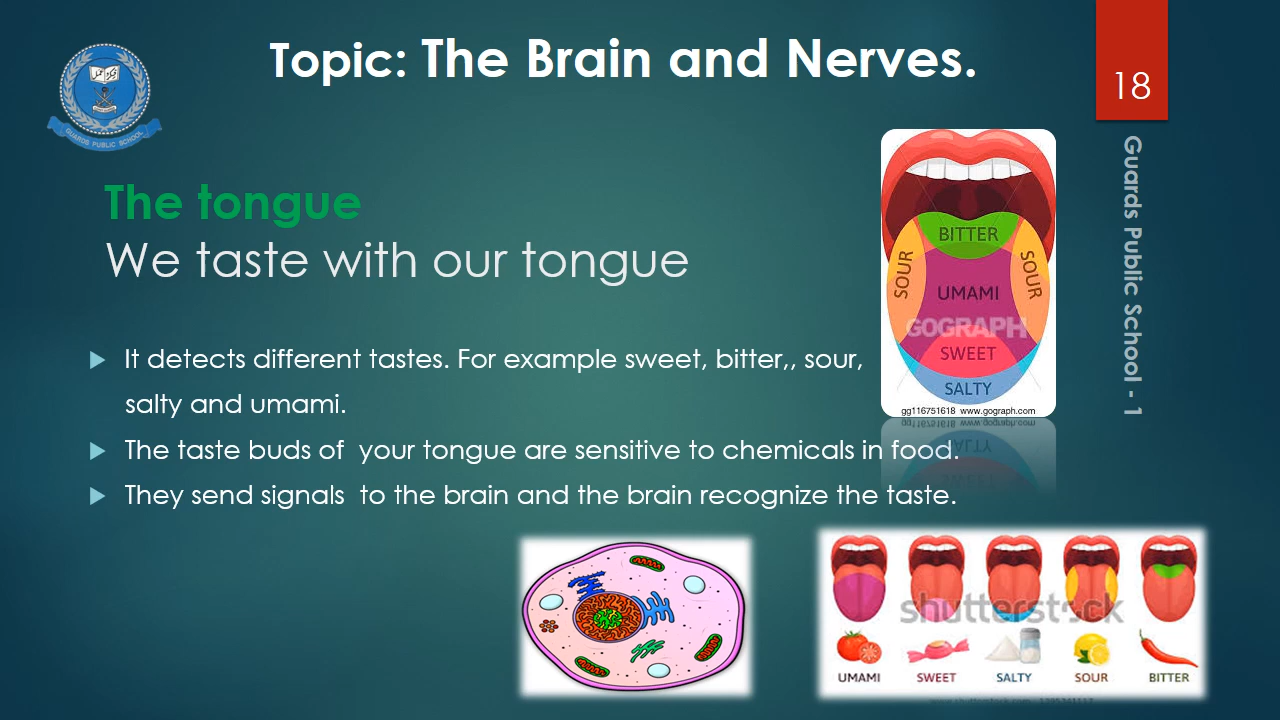 Topic: The Brain and Nerves.
18
GUARDS PUBLIC SCHOOL
Guards Public School - 1
The tongue
We taste with our tongue
BITTER
SOUR
SOUR
UMAMI
GOGRAPH
SWEET
SALTY
gg116751618 www.gograph.com
It detects different tastes. For example sweet, bitter,, sour,
salty and umami.
The taste buds of your tongue are sensitive to chemicals in food.
They send signals to the brain and the brain recognize the taste.
shutterstock
UMAMI SWEET SALTY SOUR BITTER